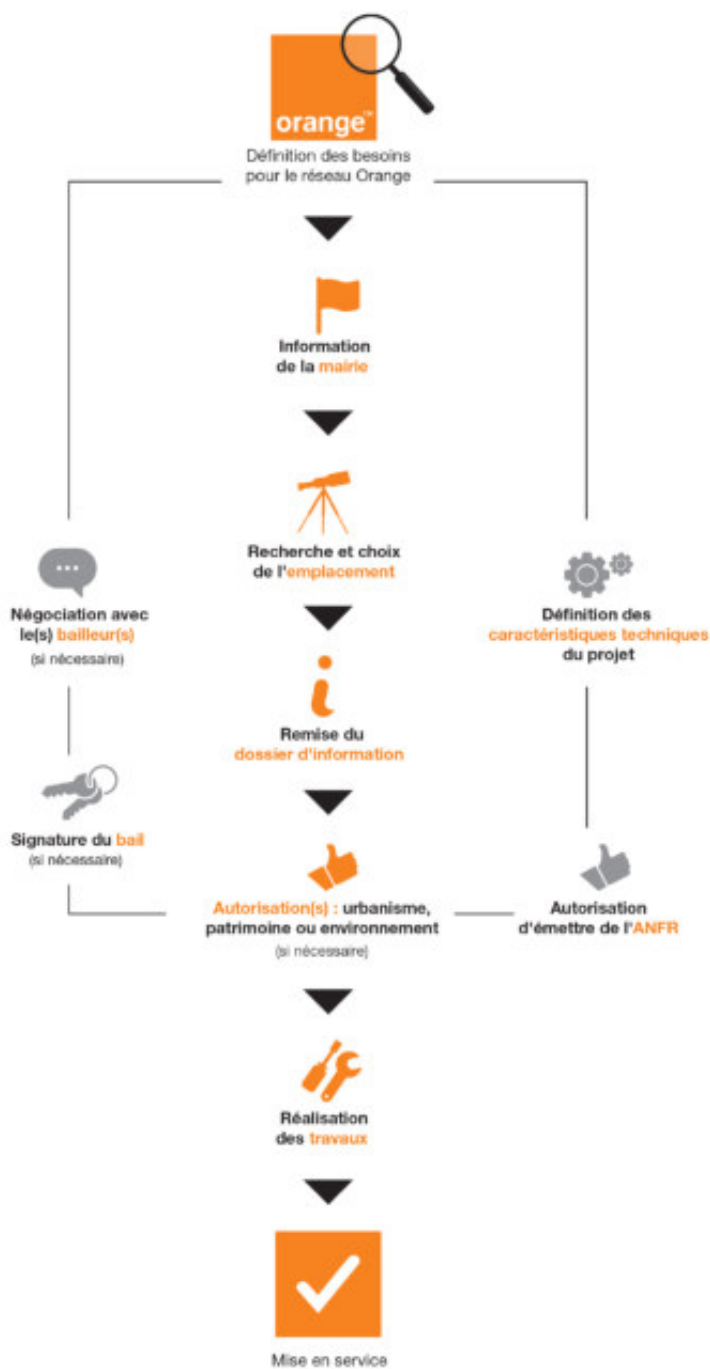 orange™
Définition des besoins
pour le réseau Orange
Information
de la mairie
Recherche et choix
de l'emplacement
Négociation avec
le(s) bailleur(s)
(si nécessaire)
Définition des
caractéristiques techniques
du projet
Remise du
dossier d'information
Signature du bail
(si nécessaire)
Autorisation(s) : urbanisme,
patrimoine ou environnement
(si nécessaire)
Autorisation
d'émettre de l'ANFR
Réalisation
des travaux
Mise en service